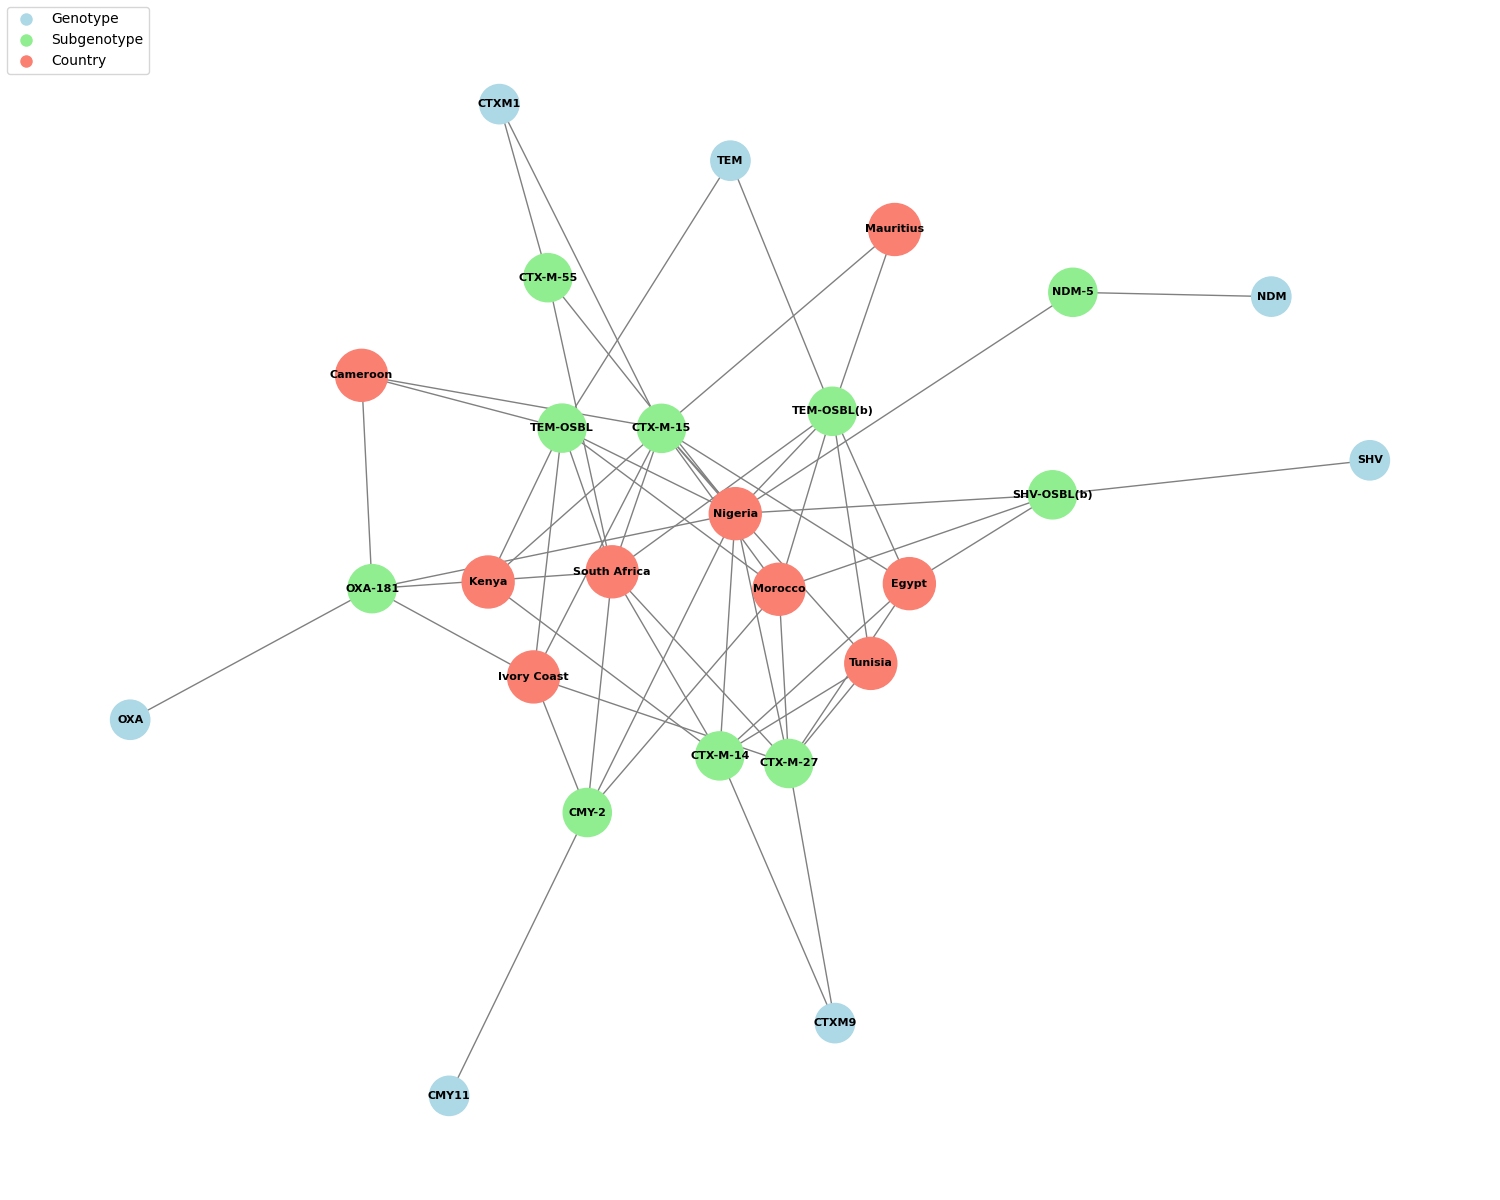 Genotype
Subgenotype
Country
CTXM1
TEM
Mauritius
CTX-M-55
NDM-5
NDM
Cameroon
TEM-OSBL(b)
TEM-OSBL
CTX-M-15
SHV
SHV-OSBL(b)
Nigeria
South Africa
Kenya
Egypt
OXA-181
Morocco
Tunisia
Ivory Coast
OXA
CTX-M-14
CTX-M-27
CMY-2
CTXM9
CMY11